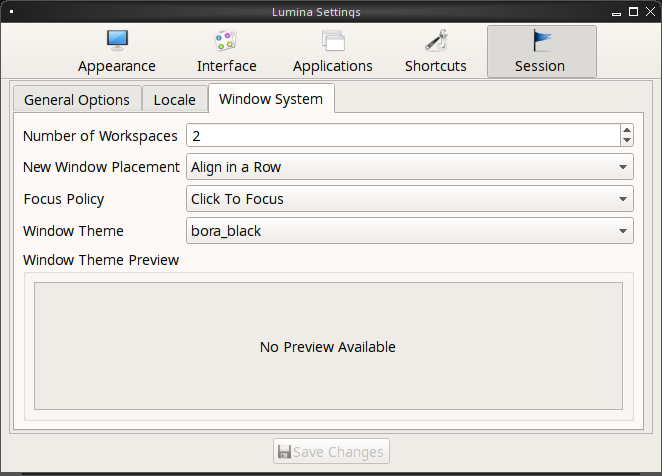 Lumina Settings
Appearance Interface Applications Shortcuts Session
General Options Locale Window System
Number of Workspaces 2
New Window Placement Align in a Row
Focus Policy Click To Focus
Window Theme bora_black
Window Theme Preview
No Preview Available
Save Changes